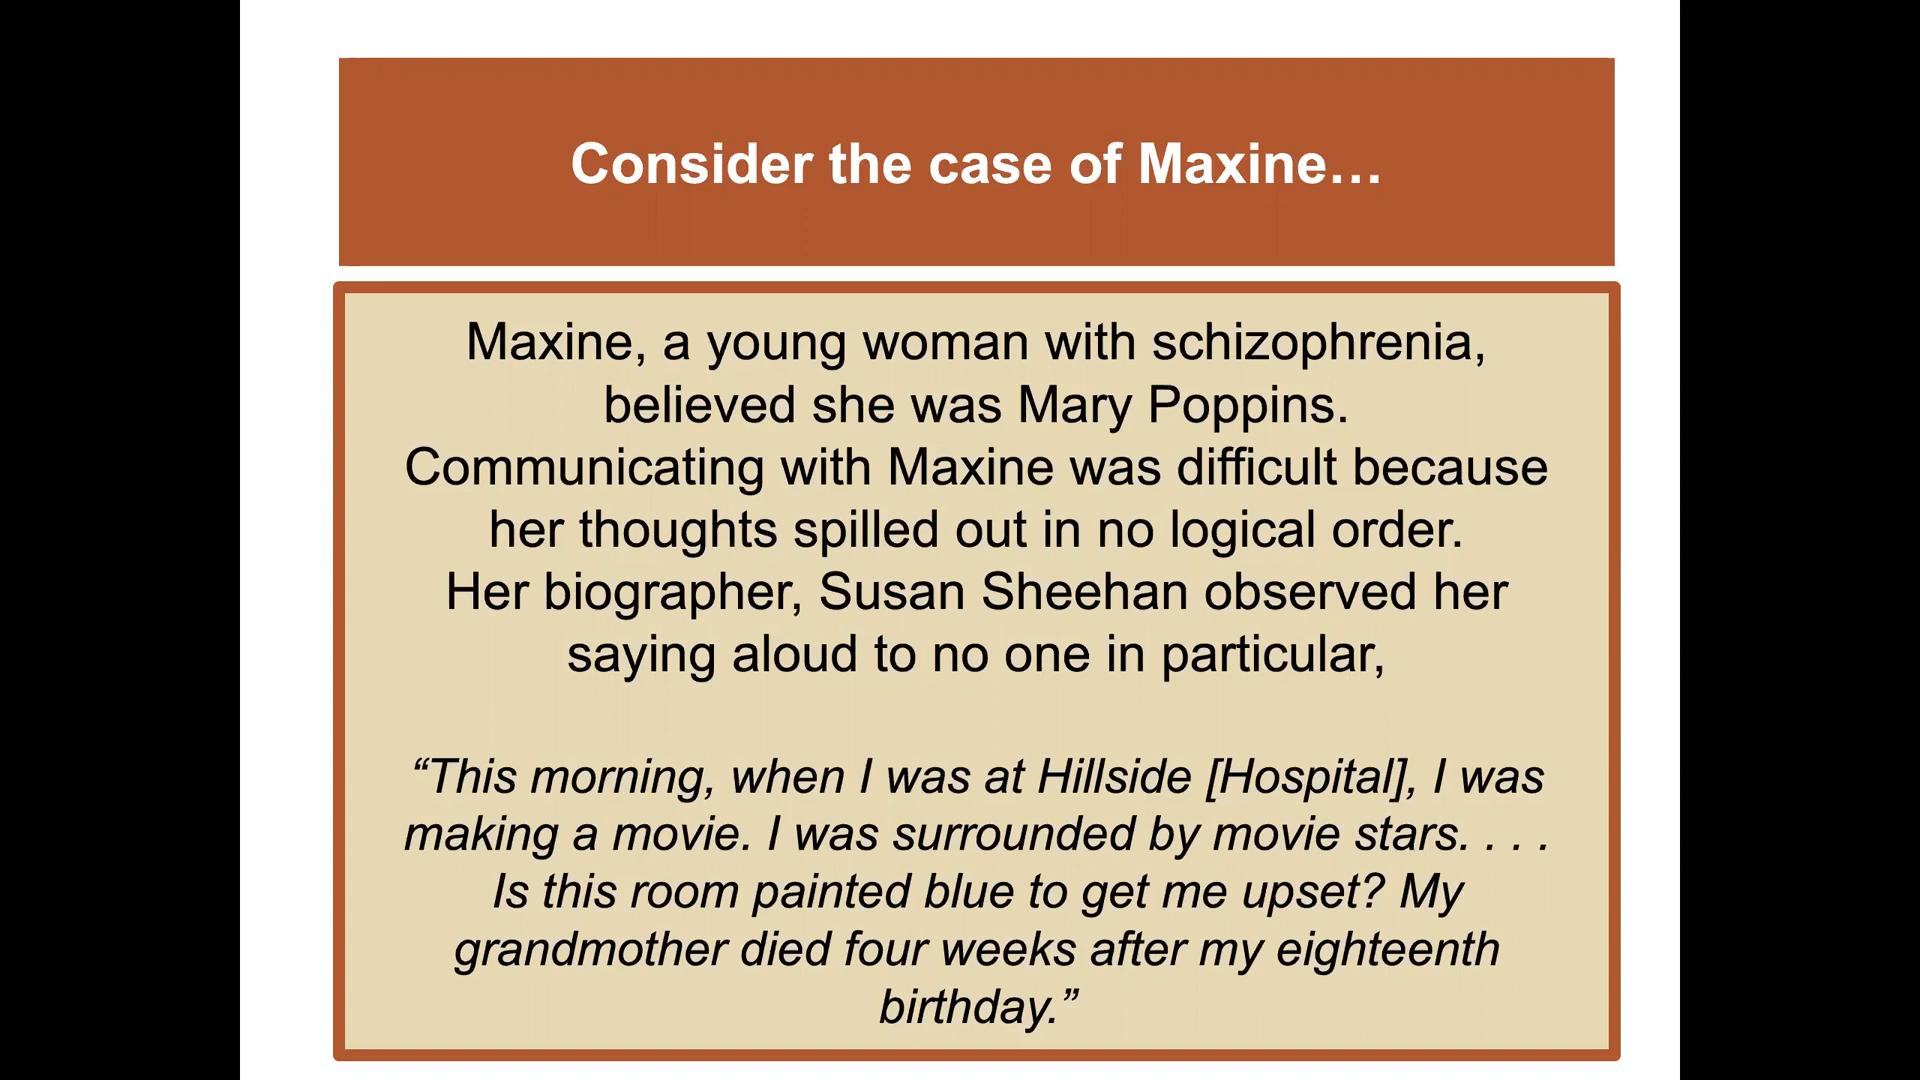 Consider the case of Maxine…
Maxine, a young woman with schizophrenia,
believed she was Mary Poppins.
Communicating with Maxine was difficult because
her thoughts spilled out in no logical order.
Her biographer, Susan Sheehan observed her
saying aloud to no one in particular,
“This morning, when I was at Hillside [Hospital], I was
making a movie. I was surrounded by movie stars. . . .
Is this room painted blue to get me upset? My
grandmother died four weeks after my eighteenth
birthday.”